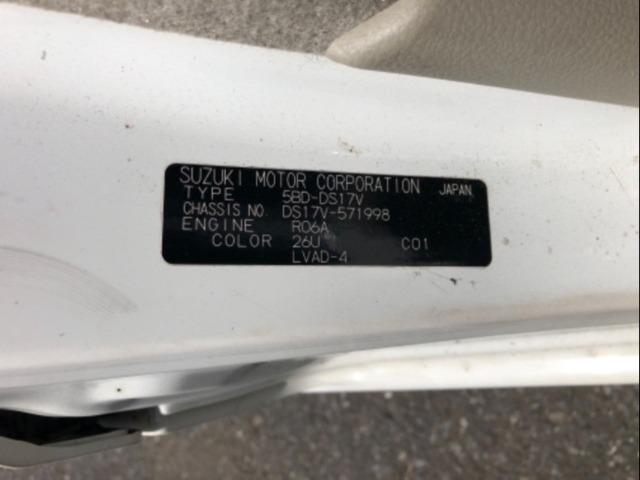 SUZUKI MOTOR CORPORATION JAPAN
TYPE 5BD-DS17V
CHASSIS NO. DS17V-571998
ENGINE R06A
COLOR 26U C01
LVAD-4